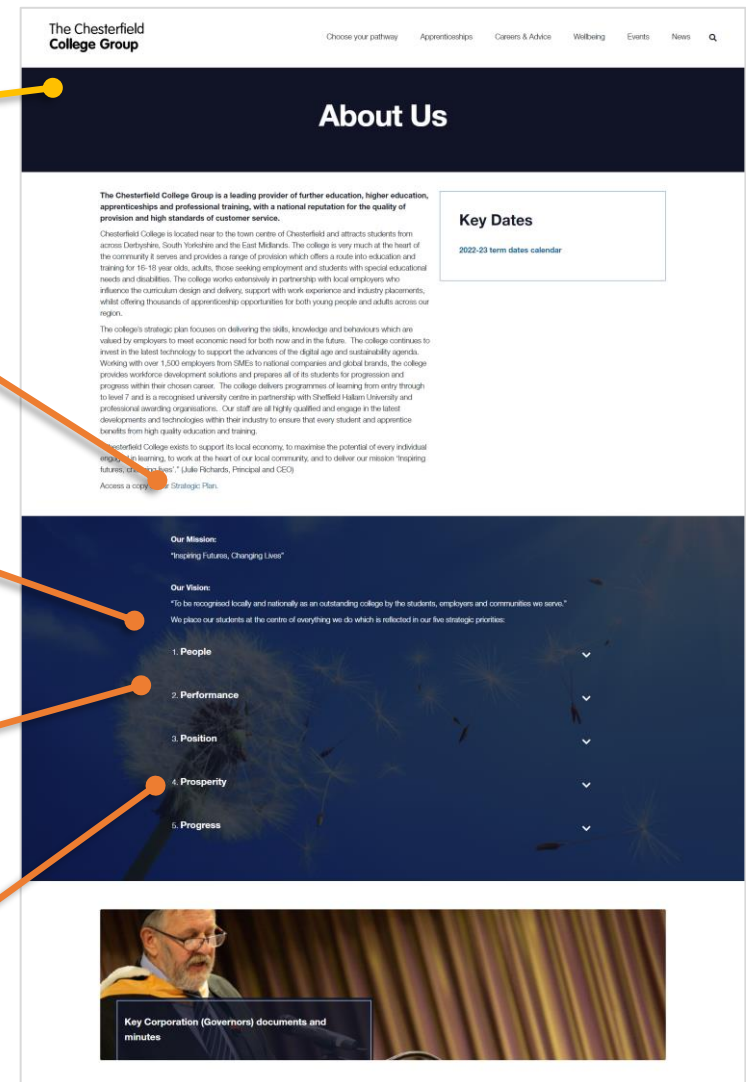 The Chesterfield
College Group
Choose your pathway Apprenticeships Careers & Advice Wellbeing Events News
About Us
The Chesterfield College Group is a leading provider of further education, higher education,
apprenticeships and professional training, with a national reputation for the quality of
provision and high standards of customer service.
Chesterfield College is located near to the town centre of Chesterfield and attracts students from
across Derbyshire, South Yorkshire and the East Midlands. The college is very much at the heart of
the community it serves and provides a range of provision which offers a route into education and
training for 16-18 year olds, adults, those seeking employment and students with special educational
needs and disabilities. The college works extensively in partnership with local employers who
influence the curriculum design and delivery, support with work experience and industry placements,
whilst offering thousands of apprenticeship opportunities for both young people and adults across our
region.
The college's strategic plan focuses on delivering the skills, knowledge and behaviours which are
valued by employers to meet economic need for both now and in the future. The college continues to
invest in the latest technology to support the advances of the digital age and sustainability agenda.
Working with over 1,500 employers from SMEs to national companies and global brands, the college
provides workforce development solutions and prepares all of its students for progression and
progress within their chosen career. The college delivers programmes of learning from entry through
to level 7 and is a recognised university centre in partnership with Sheffield Hallam University and
professional awarding organisations. Our staff are all highly qualified and engage in the latest
developments and technologies within their industry to ensure that every student and apprentice
benefits from high quality education and training.
Chesterfield College exists to support its local economy, to maximise the potential of every individual
engaged in learning, to work at the heart of our local community, and to deliver our mission 'Inspiring
futures, changing lives'." (Julie Richards, Principal and CEO)
Access a copy Strategic Plan.
Key Dates
2022-23 term dates calendar
Our Mission:
"Inspiring Futures, Changing Lives"
Our Vision:
"To be recognised locally and nationally as an outstanding college by the students, employers and communities we serve."
We place our students at the centre of everything we do which is reflected in our five strategic priorities:
1. People
2. Performance
3. Position
4. Prosperity
5. Progress
Key Corporation (Governors) documents and
minutes